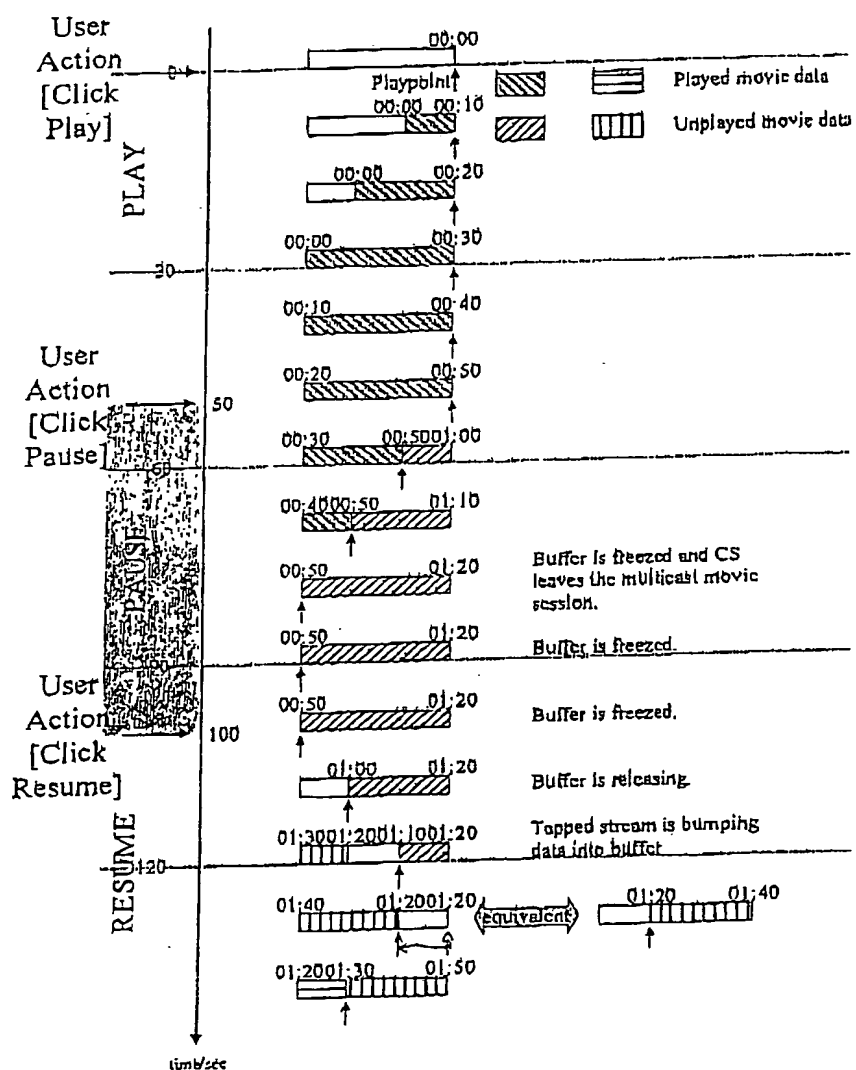 User
Action
[Click
Play]
00:00
0
Playpoint
Played movie data
00:00 00:10
Unplayed movie data
PLAY
00:00 00:20
00:00 00:30
30
00:10 00:40
User
Action
[Click
Pause]
00:20 00:50
50
00:30 00:50 01:00
60
PAUSE
00:40 00:50 01:10
00:50 01:20
Buffer is freezed and CS
leaves the multicast movie
session.
00:50 01:20
Buffer is freezed.
User
Action
[Click
Resume]
00:50 01:20
Buffer is freezed.
100
01:00 01:20
Buffer is releasing.
RESUME
01:30 01:20 01:10 01:20
Tapped stream is bumping
data into buffer
120
01:40 01:20 01:20
equivalent
01:20 01:40
01:20 01:30 01:50
time/sec